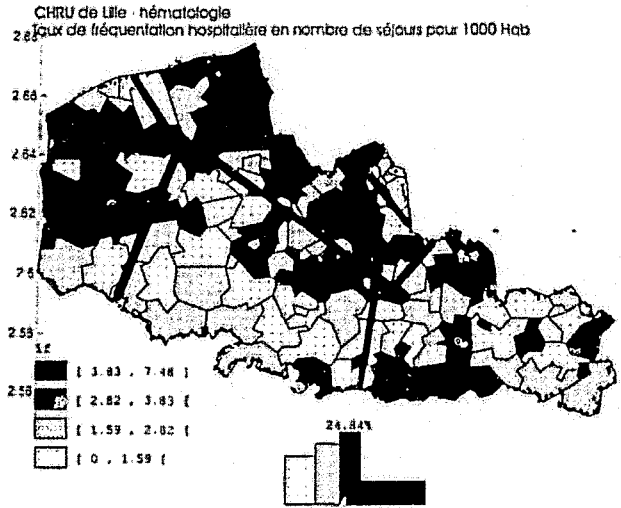 CHRU de Lille - hématologie
Taux de fréquentation hospitalière en nombre de séjours pour 1000 Hab
2.68
2.66
2.64
2.62
2.6
2.58
2.56
[ 3.83 , 7.48 ]
[ 2.82 , 3.83 [
[ 1.59 , 2.82 [
[ 0 , 1.59 [
24.84%